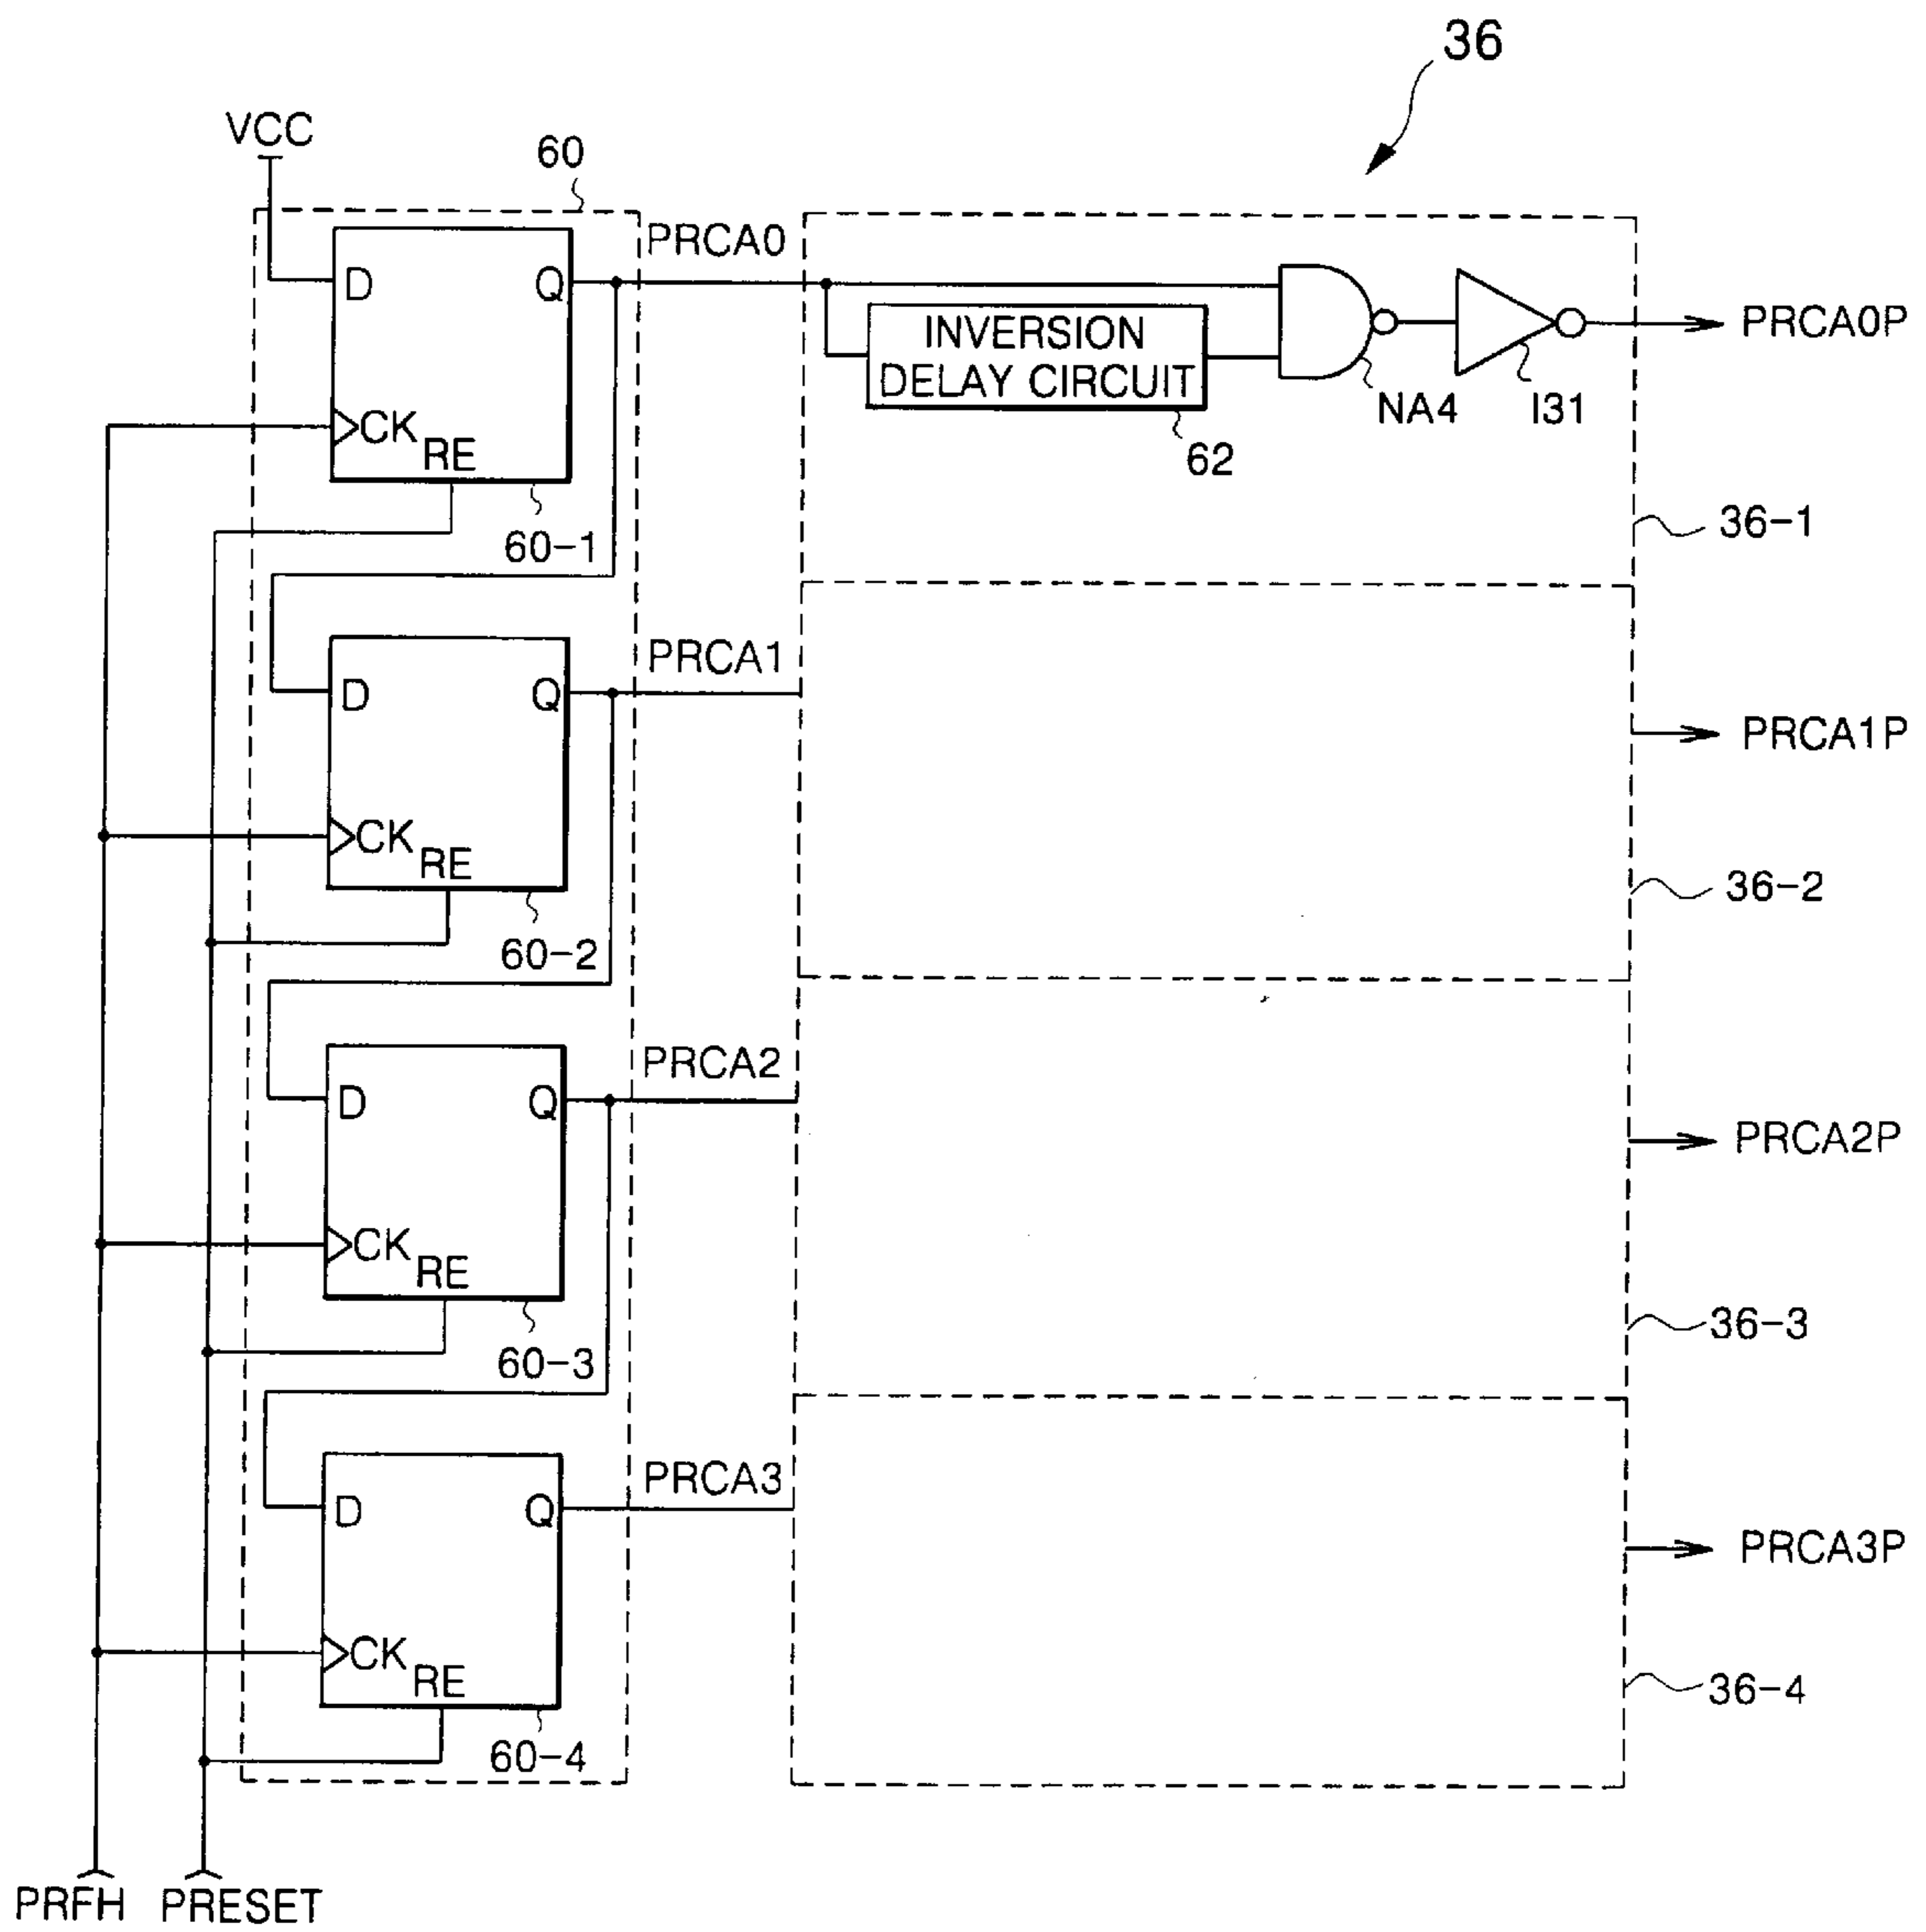 36
VCC
60
PRCA0
D
Q
INVERSION
DELAY CIRCUIT
PRCA0P
CK
RE
NA4
I31
62
60-1
36-1
PRCA1
D
Q
PRCA1P
CK
RE
36-2
60-2
PRCA2
D
Q
PRCA2P
CK
RE
36-3
60-3
PRCA3
D
Q
PRCA3P
CK
RE
36-4
60-4
PRFH
PRESET